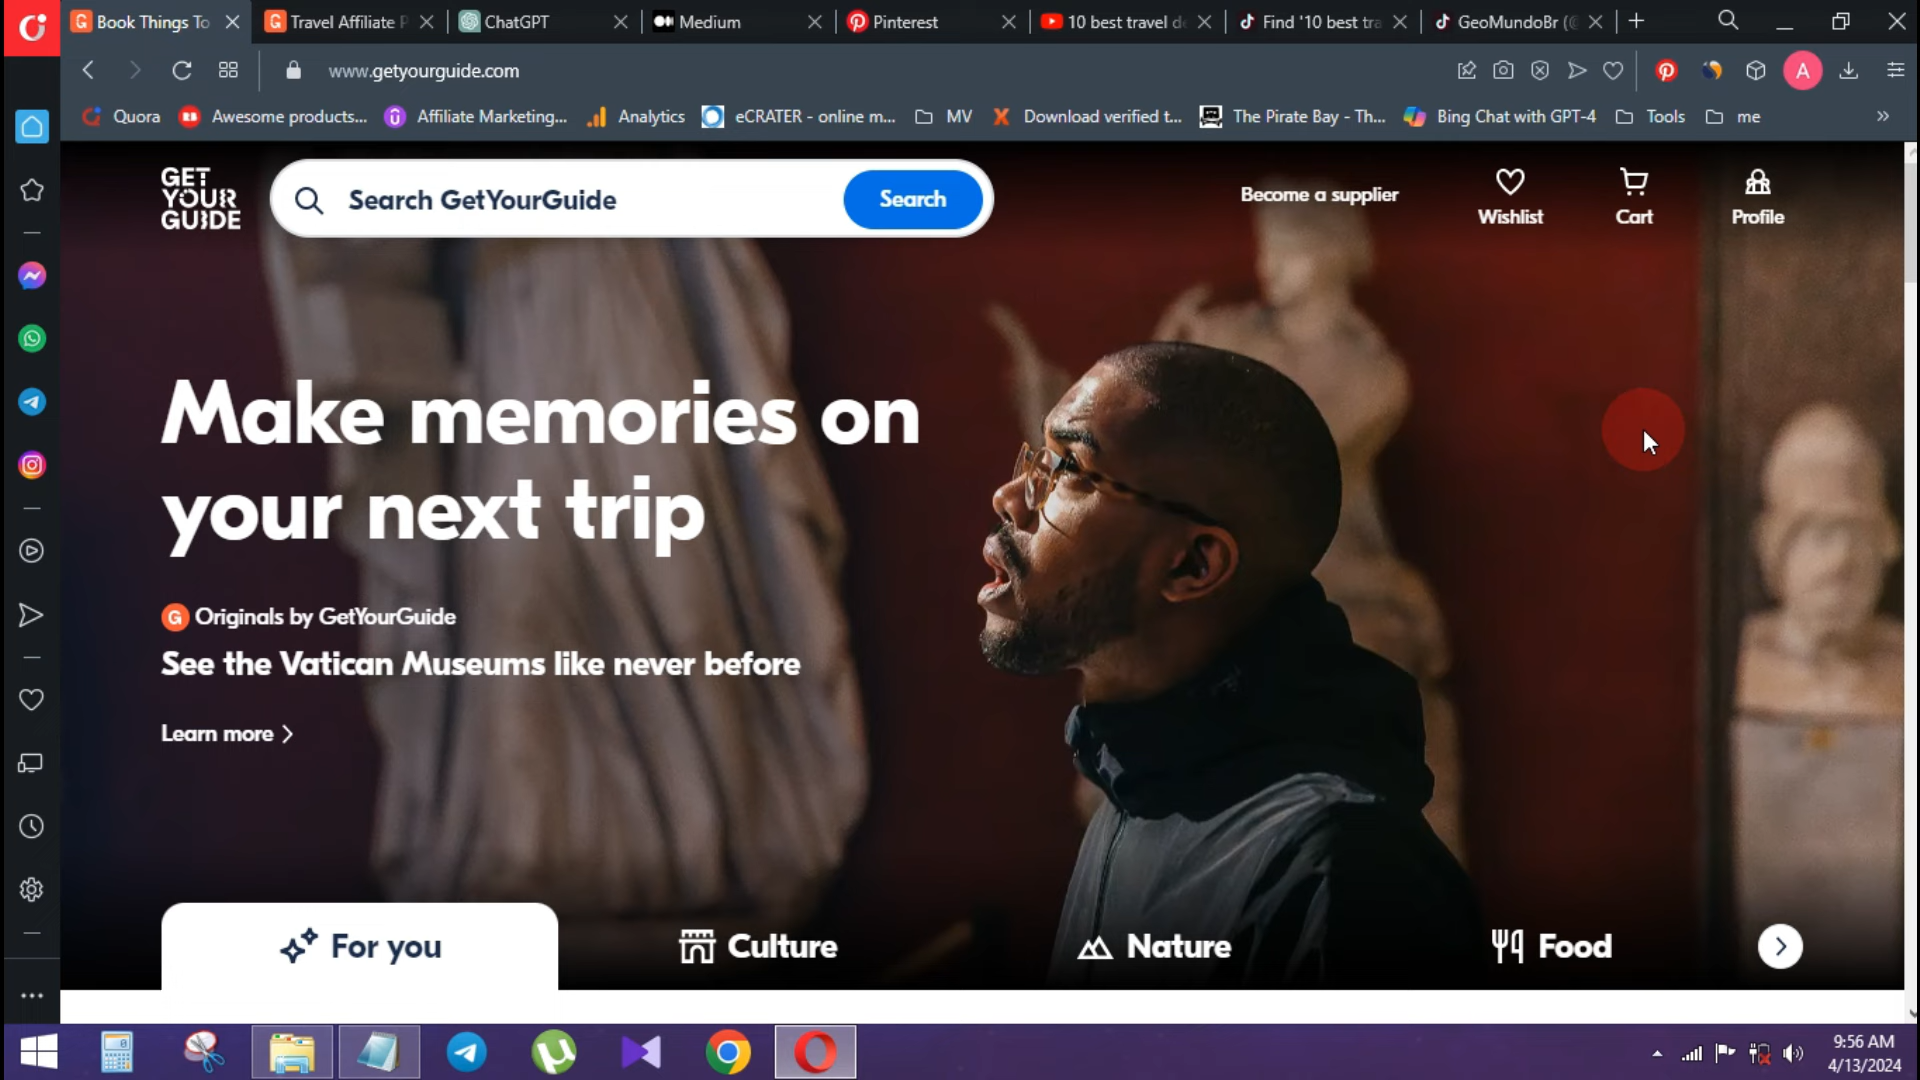 Book Things To
Travel Affiliate P
ChatGPT
Medium
Pinterest
10 best travel d
Find '10 best tra
GeoMundoBr (@
www.getyourguide.com
A
Quora
Awesome products...
Affiliate Marketing...
Analytics
eCRATER - online m...
MV
Download verified t...
The Pirate Bay - Th...
Bing Chat with GPT-4
Tools
me
GET
YOUR
GUIDE
Search GetYourGuide
Search
Become a supplier
Wishlist
Cart
Profile
Make memories on
your next trip
G Originals by GetYourGuide
See the Vatican Museums like never before
Learn more
For you
Culture
Nature
Food
9:56 AM
4/13/2024